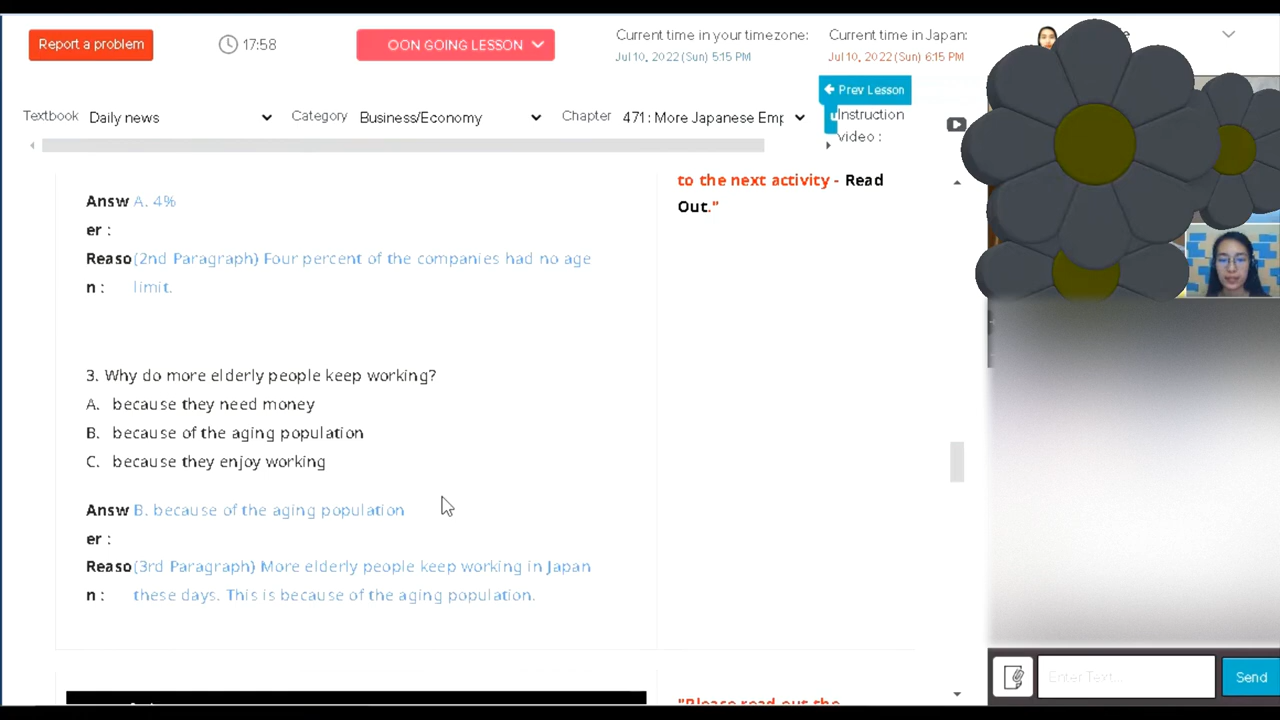 Report a problem
17:58
OON GOING LESSON
Current time in your timezone:
Jul 10, 2022 (Sun) 5:15 PM
Current time in Japan:
Jul 10, 2022 (Sun) 6:15 PM
Prev Lesson
Textbook Daily news
Category Business/Economy
Chapter 471 : More Japanese Emp
Instruction
video :
to the next activity - Read
Out."
Answ A. 4%
er :
Reaso (2nd Paragraph) Four percent of the companies had no age
n : limit.
3. Why do more elderly people keep working?
A. because they need money
B. because of the aging population
C. because they enjoy working
Answ B. because of the aging population
er :
Reaso (3rd Paragraph) More elderly people keep working in Japan
n : these days. This is because of the aging population.
"Please read out the
Enter Text...
Send